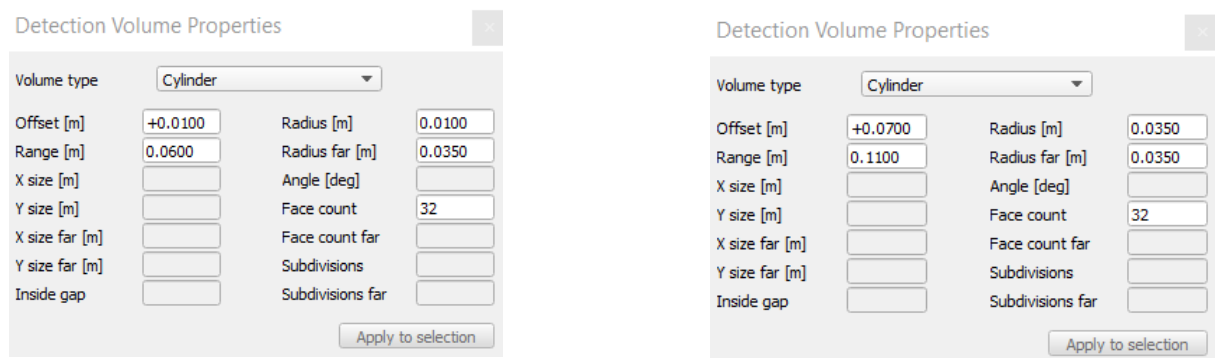 Detection Volume Properties
×
Volume type Cylinder
Offset [m] +0.0100 Radius [m] 0.0100
Range [m] 0.0600 Radius far [m] 0.0350
X size [m] Angle [deg]
Y size [m] Face count 32
X size far [m] Face count far
Y size far [m] Subdivisions
Inside gap Subdivisions far
Apply to selection
Detection Volume Properties
×
Volume type Cylinder
Offset [m] +0.0700 Radius [m] 0.0350
Range [m] 0.1100 Radius far [m] 0.0350
X size [m] Angle [deg]
Y size [m] Face count 32
X size far [m] Face count far
Y size far [m] Subdivisions
Inside gap Subdivisions far
Apply to selection